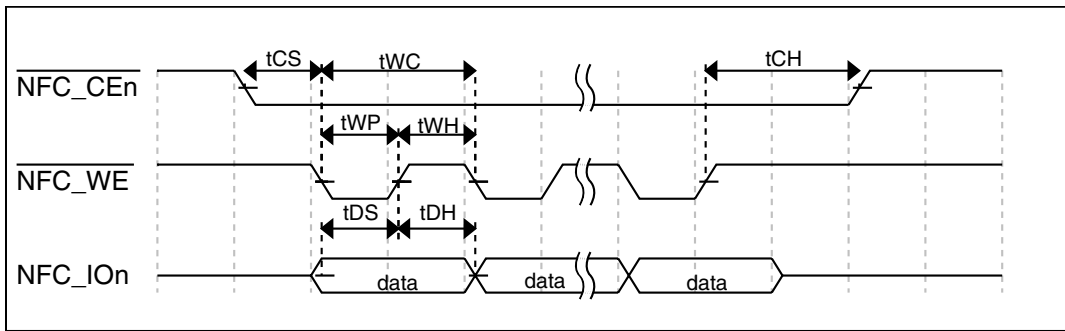 tCS tWC tCH
NFC_CEn
tWP tWH
NFC_WE
tDS tDH
NFC_IOn data data data